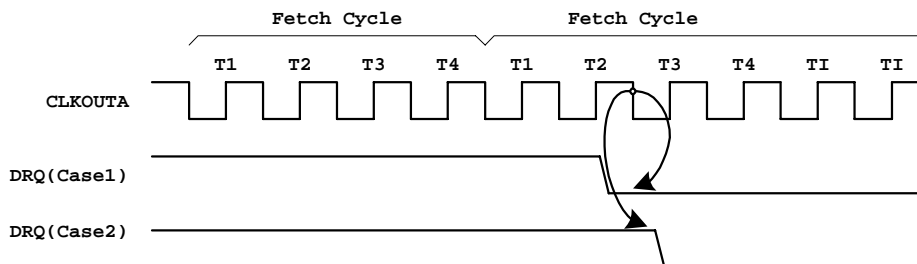 Fetch Cycle Fetch Cycle
T1 T2 T3 T4 T1 T2 T3 T4 TI TI
CLKOUTA
DRQ(Case1)
DRQ(Case2)